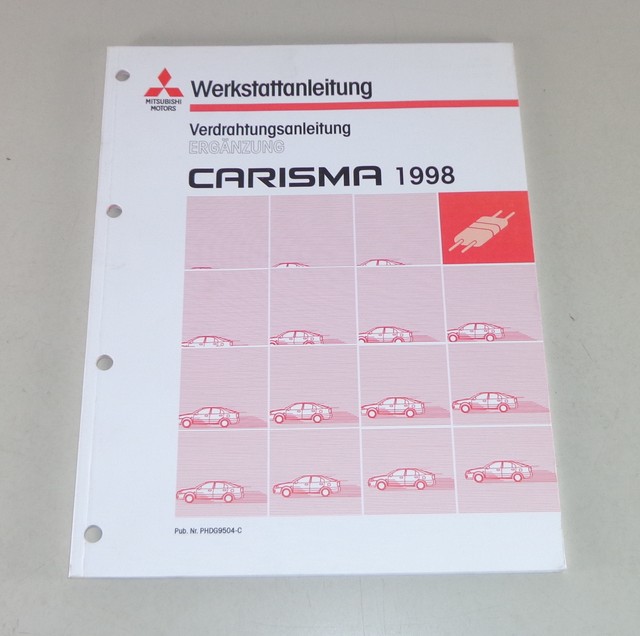 MITSUBISHI
MOTORS
Werkstattanleitung
Verdrahtungsanleitung
ERGÄNZUNG
CARISMA 1998
Pub. Nr. PHDG9504-C